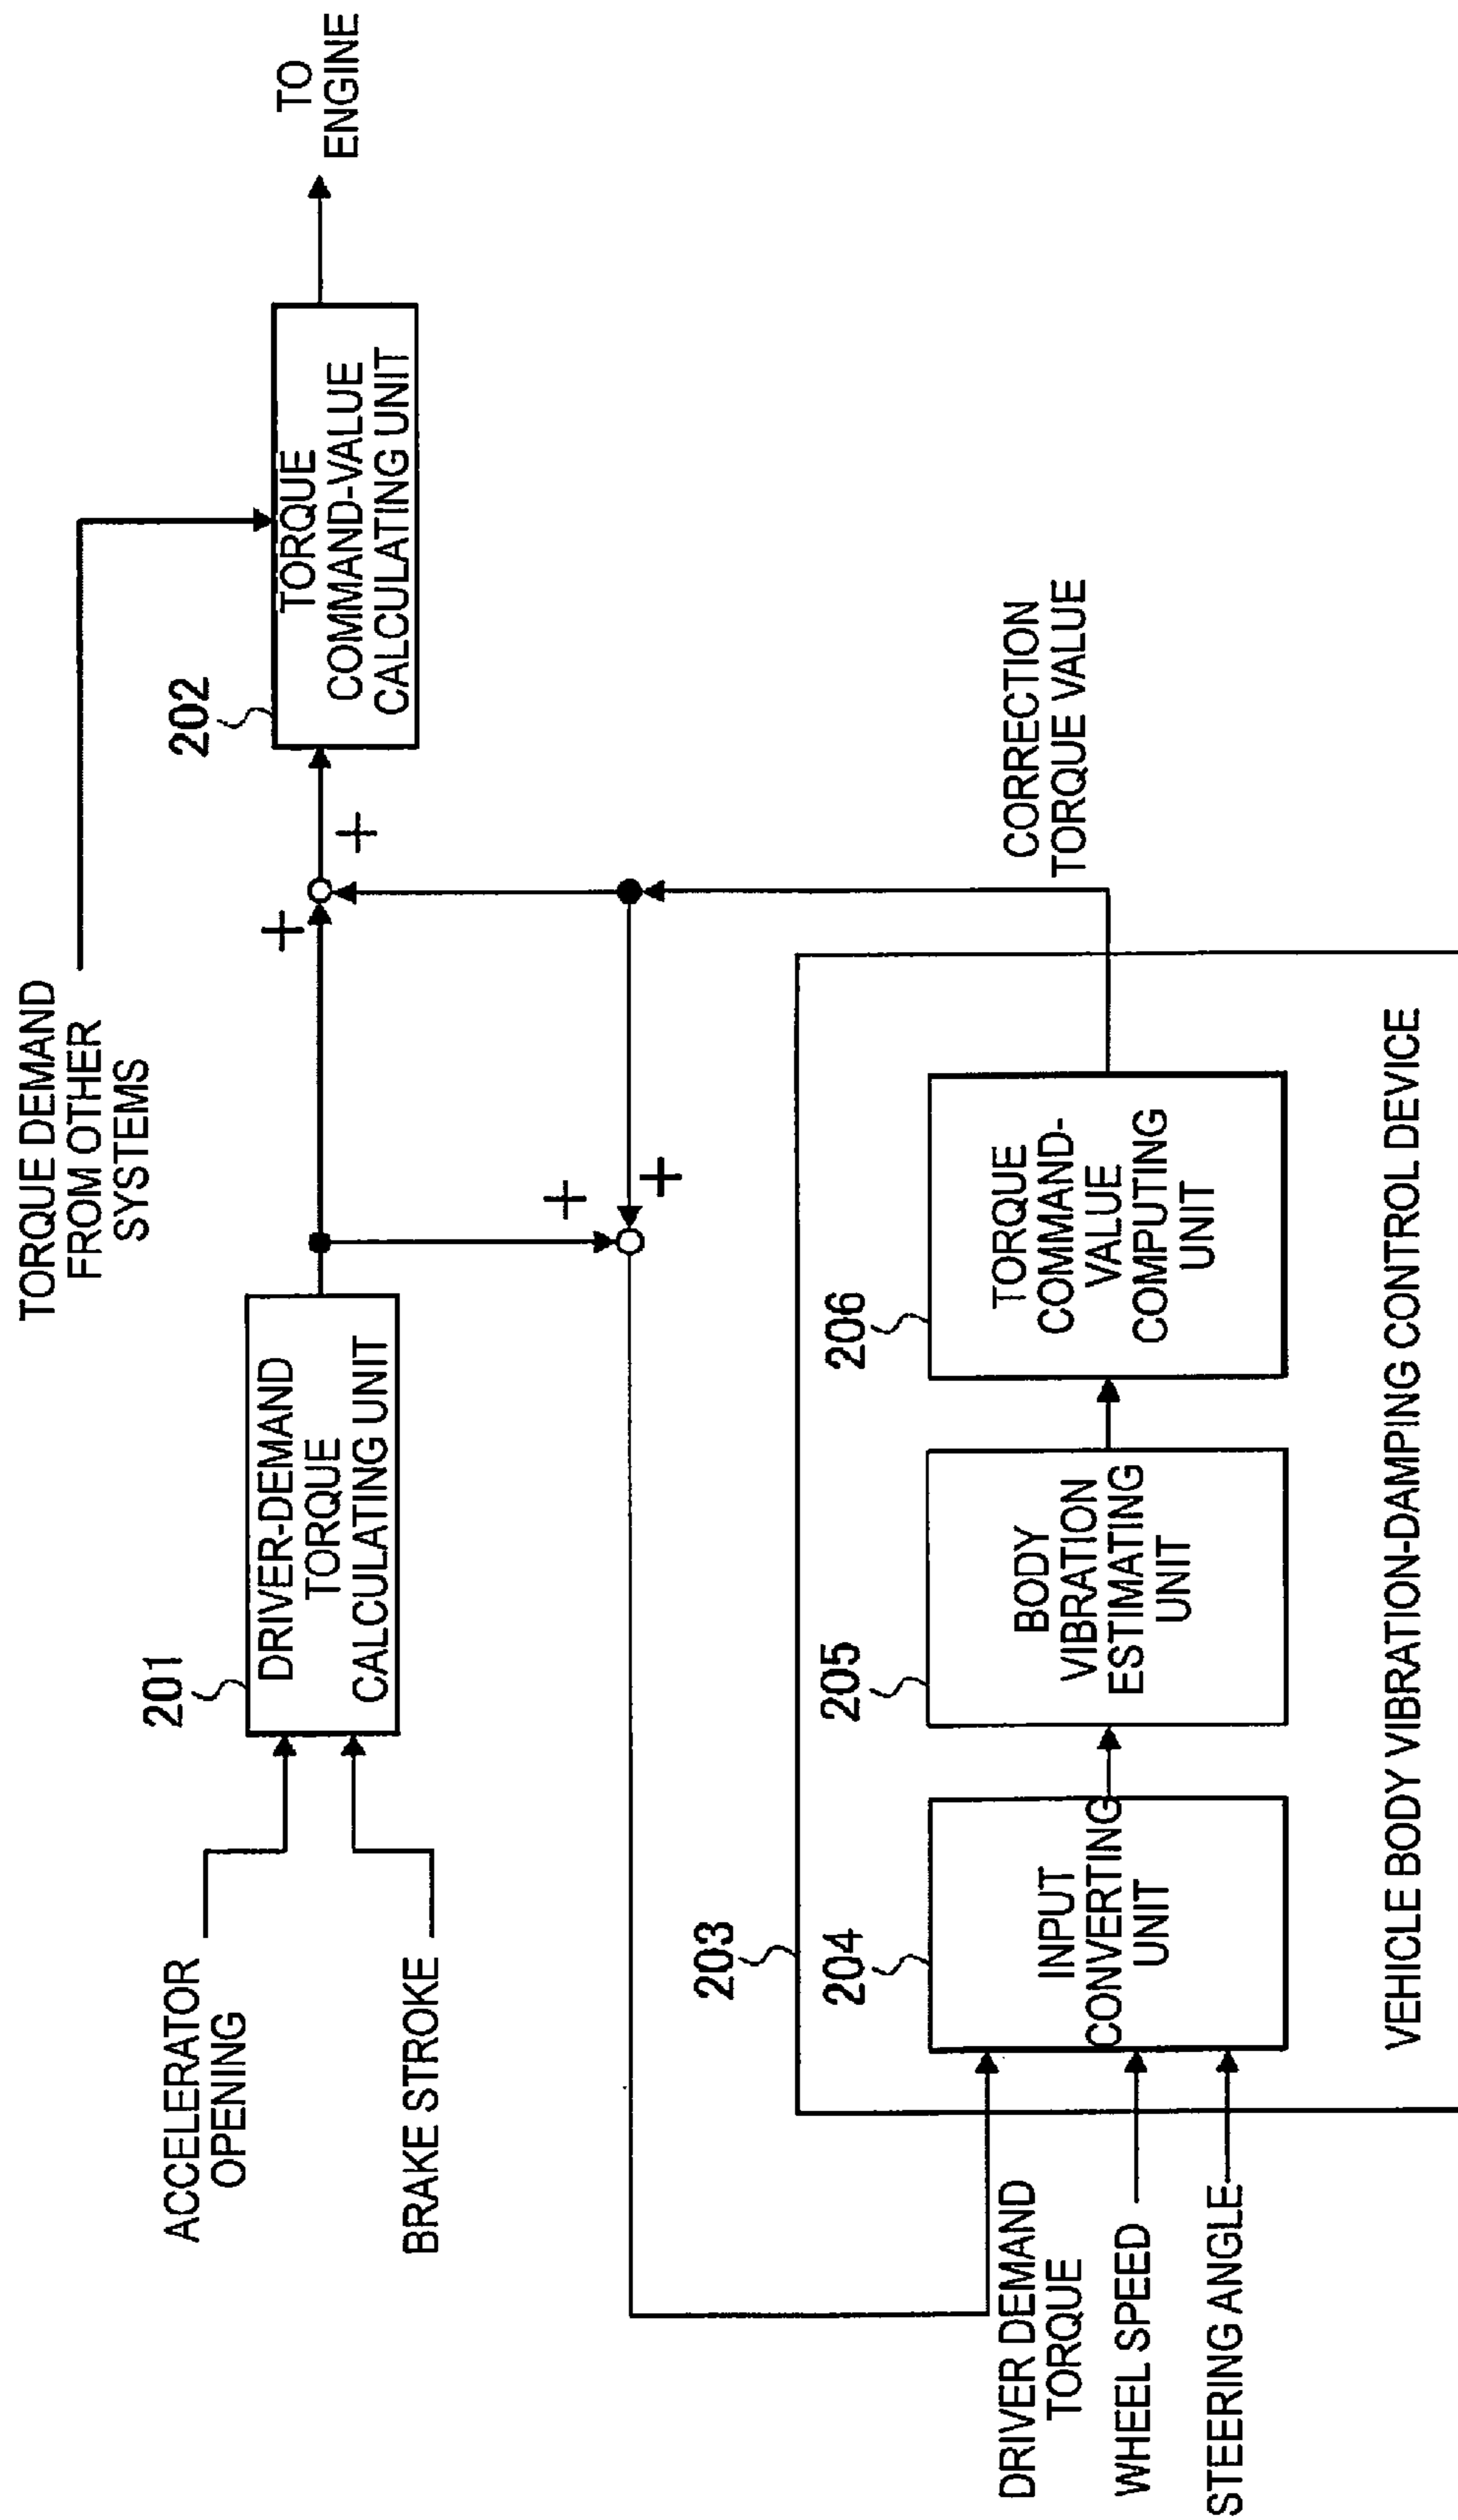 TORQUE DEMAND
FROM OTHER
SYSTEMS
ACCELERATOR
OPENING
BRAKE STROKE
201
DRIVER-DEMAND
TORQUE
CALCULATING UNIT
+
+
202
TORQUE
COMMAND-VALUE
CALCULATING UNIT
TO
ENGINE
+
+
203
204
INPUT
CONVERTING
UNIT
205
BODY
VIBRATION
ESTIMATING
UNIT
206
TORQUE
COMMAND-
VALUE
COMPUTING
UNIT
CORRECTION
TORQUE VALUE
DRIVER DEMAND
TORQUE
WHEEL SPEED
STEERING ANGLE
VEHICLE BODY VIBRATION-DAMPING CONTROL DEVICE